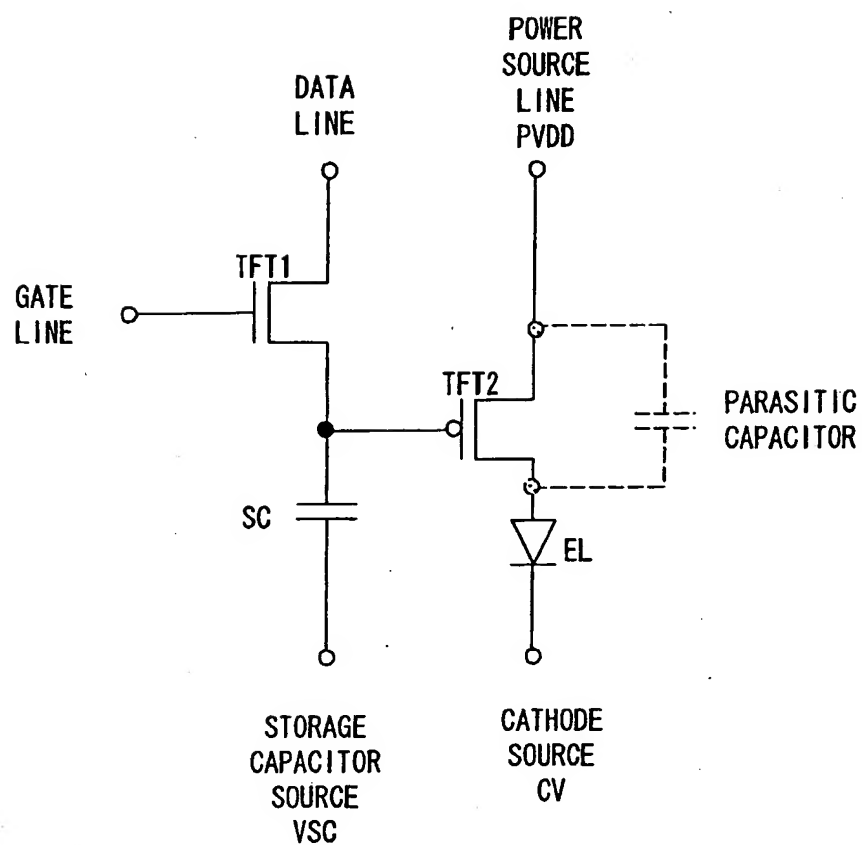 POWER
SOURCE
LINE
PVDD
DATA
LINE
TFT1
GATE
LINE
TFT2
PARASITIC
CAPACITOR
SC
EL
STORAGE
CAPACITOR
SOURCE
VSC
CATHODE
SOURCE
CV